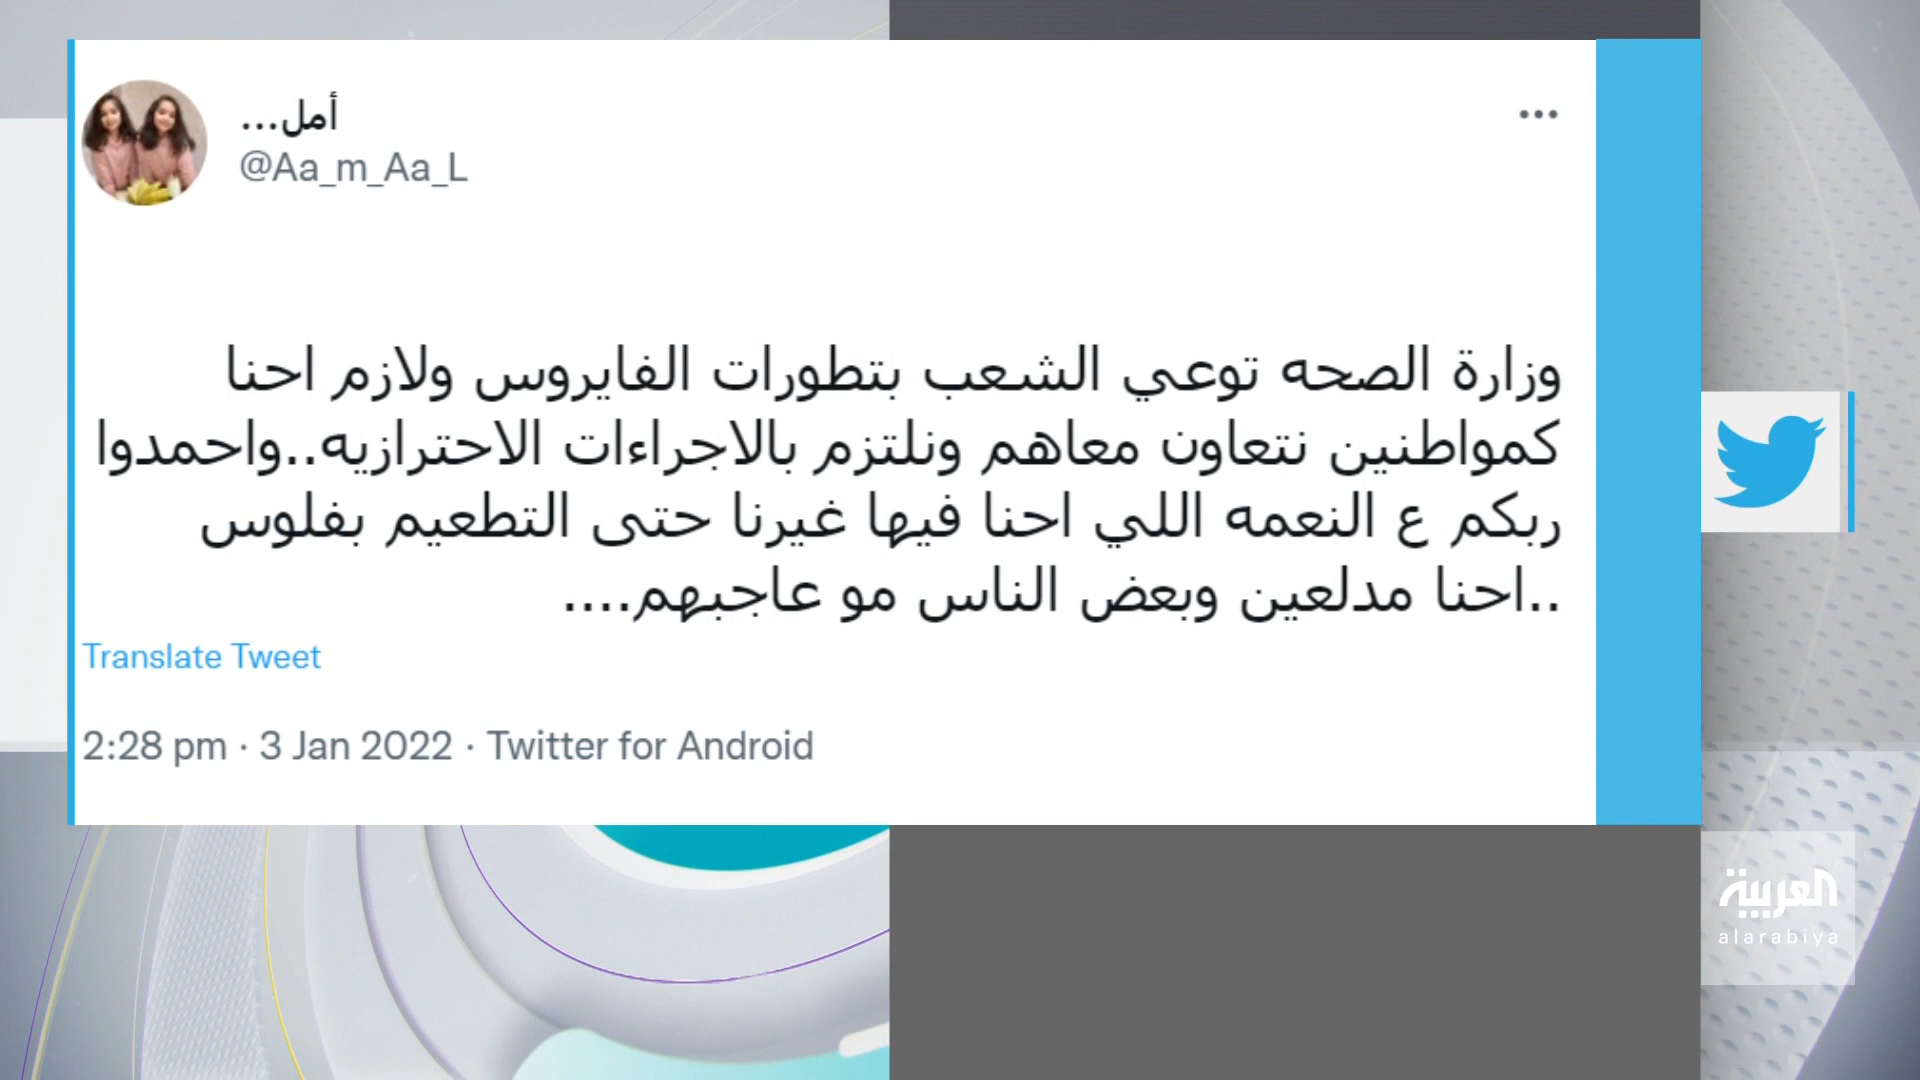 أمل...
@Aa_m_Aa_L
وزارة الصحه توعي الشعب بتطورات الفايروس ولازم احنا
كمواطنين نتعاون معاهم ونلتزم بالاجراءات الاحترازيه..واحمدوا
ربكم ع النعمه اللي احنا فيها غيرنا حتى التطعيم بفلوس
..احنا مدلعين وبعض الناس مو عاجبهم....
Translate Tweet
2:28 pm · 3 Jan 2022 · Twitter for Android
العربية
alarabiya